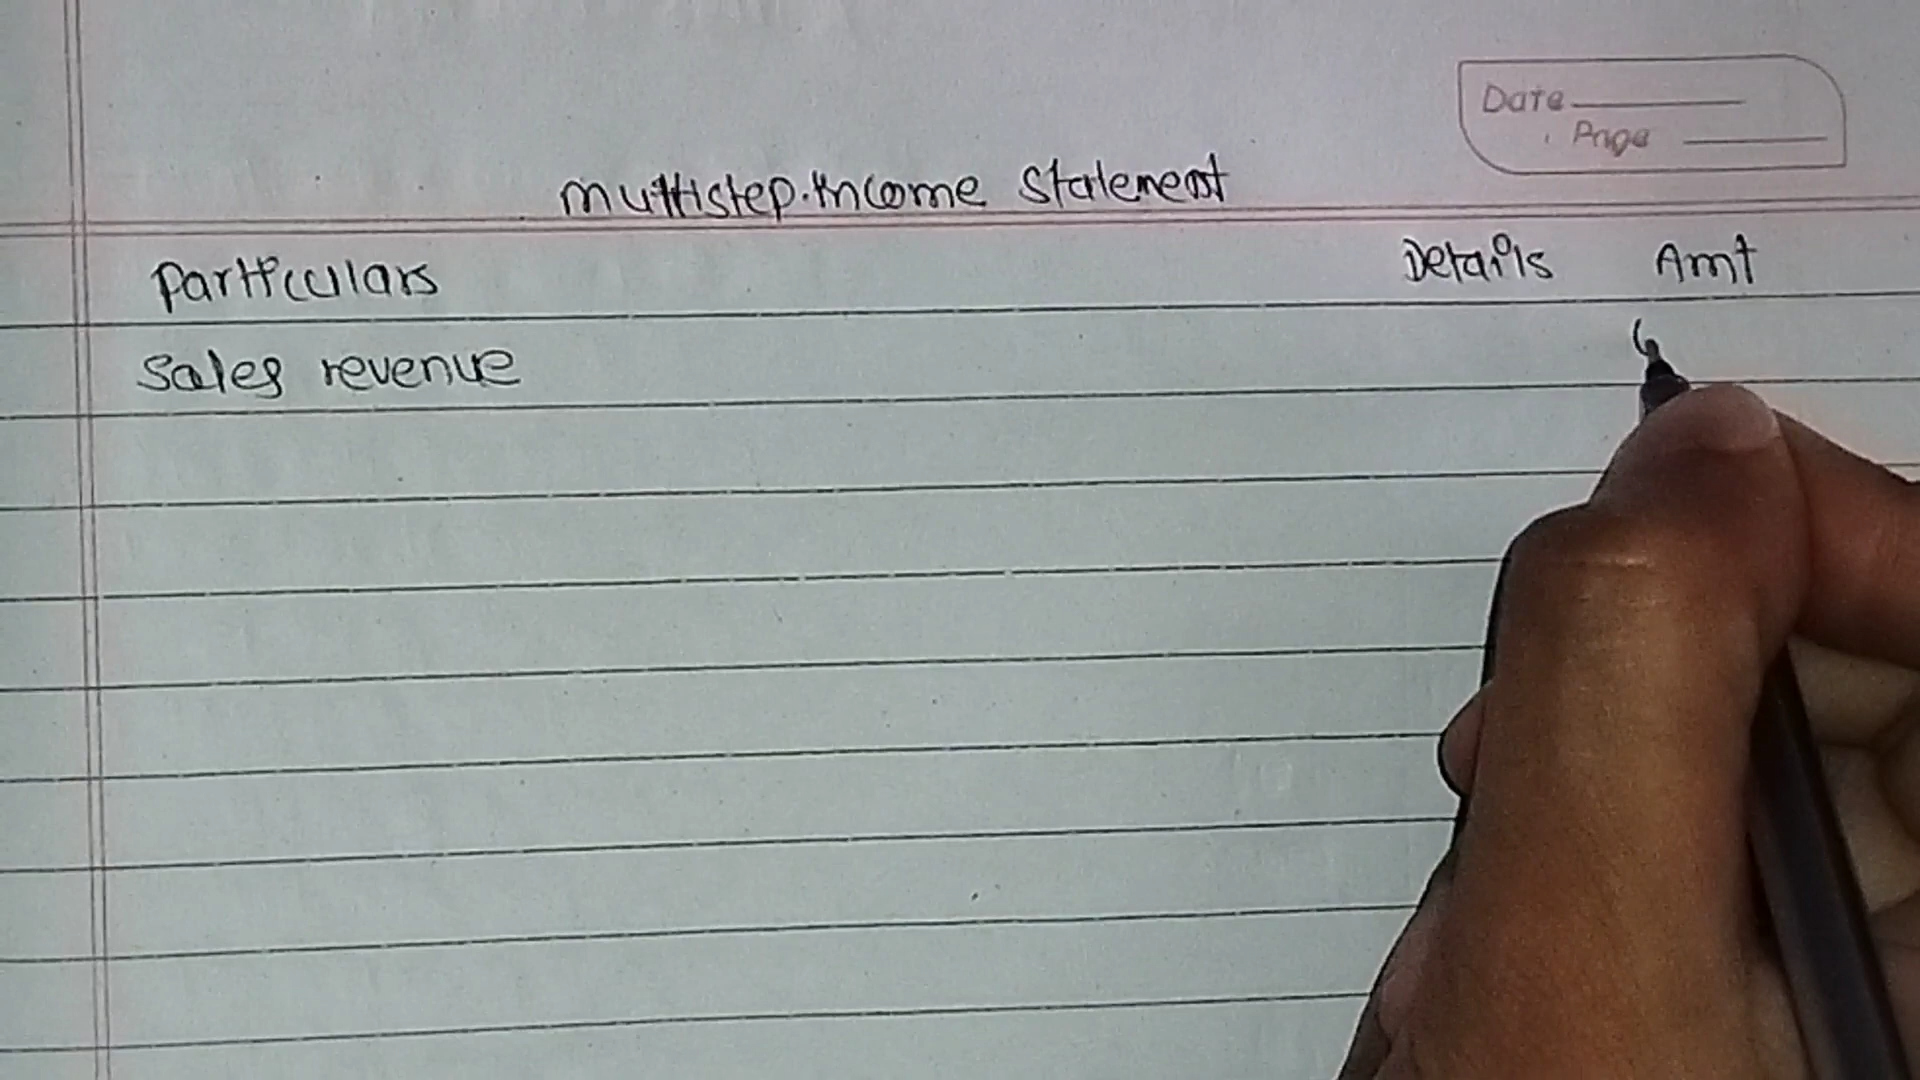 Date
Page
Multistep Income Statement
Particulars Details Amt
Sales revenue